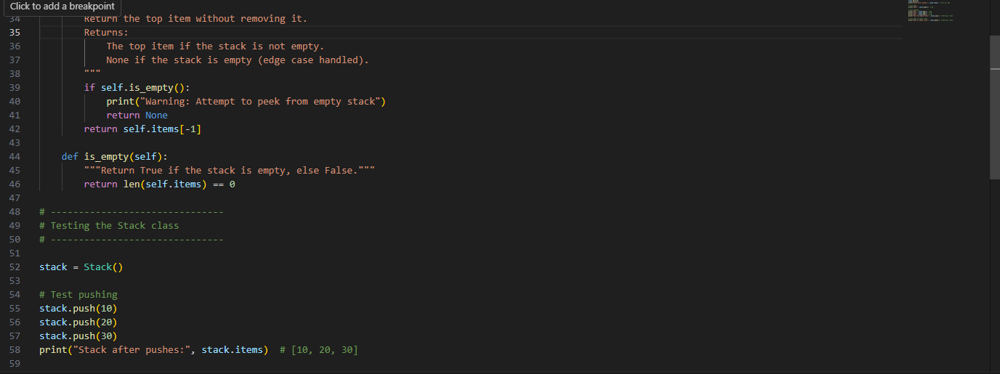 Click to add a breakpoint
34 Return the top item without removing it.
35 Returns:
36 The top item if the stack is not empty.
37 None if the stack is empty (edge case handled).
38 """
39 if self.is_empty():
40 print("Warning: Attempt to peek from empty stack")
41 return None
42 return self.items[-1]
43
44 def is_empty(self):
45 """Return True if the stack is empty, else False."""
46 return len(self.items) == 0
47
48 # -------------------------------
49 # Testing the Stack class
50 # -------------------------------
51
52 stack = Stack()
53
54 # Test pushing
55 stack.push(10)
56 stack.push(20)
57 stack.push(30)
58 print("Stack after pushes:", stack.items)  # [10, 20, 30]
59